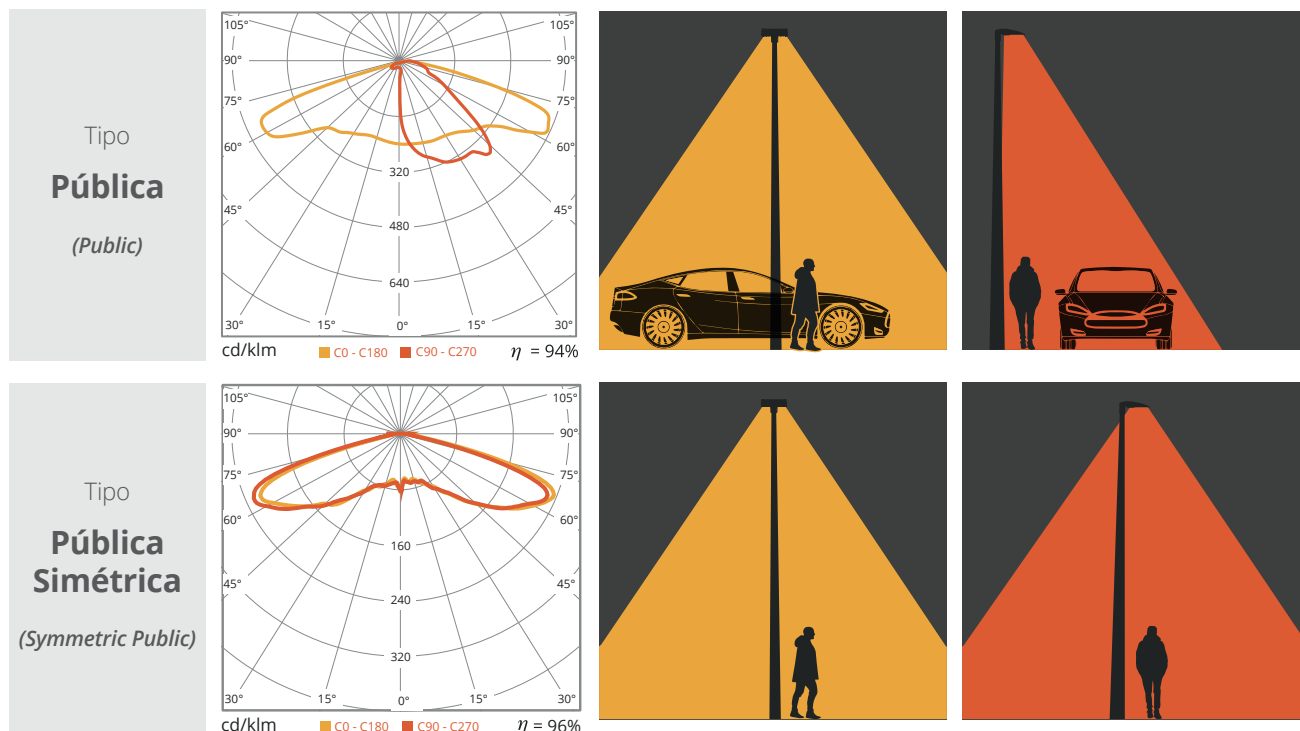 Tipo
Pública
(Public)
105° 105°
90° 90°
75° 75°
60° 60°
45° 45°
320
480
640
30° 15° 0° 15° 30°
cd/klm C0 - C180 C90 - C270 η = 94%
Tipo
Pública
Simétrica
(Symmetric Public)
105° 105°
90° 90°
75° 75°
60° 60°
45° 45°
160
240
320
30° 15° 0° 15° 30°
cd/klm C0 - C180 C90 - C270 η = 96%